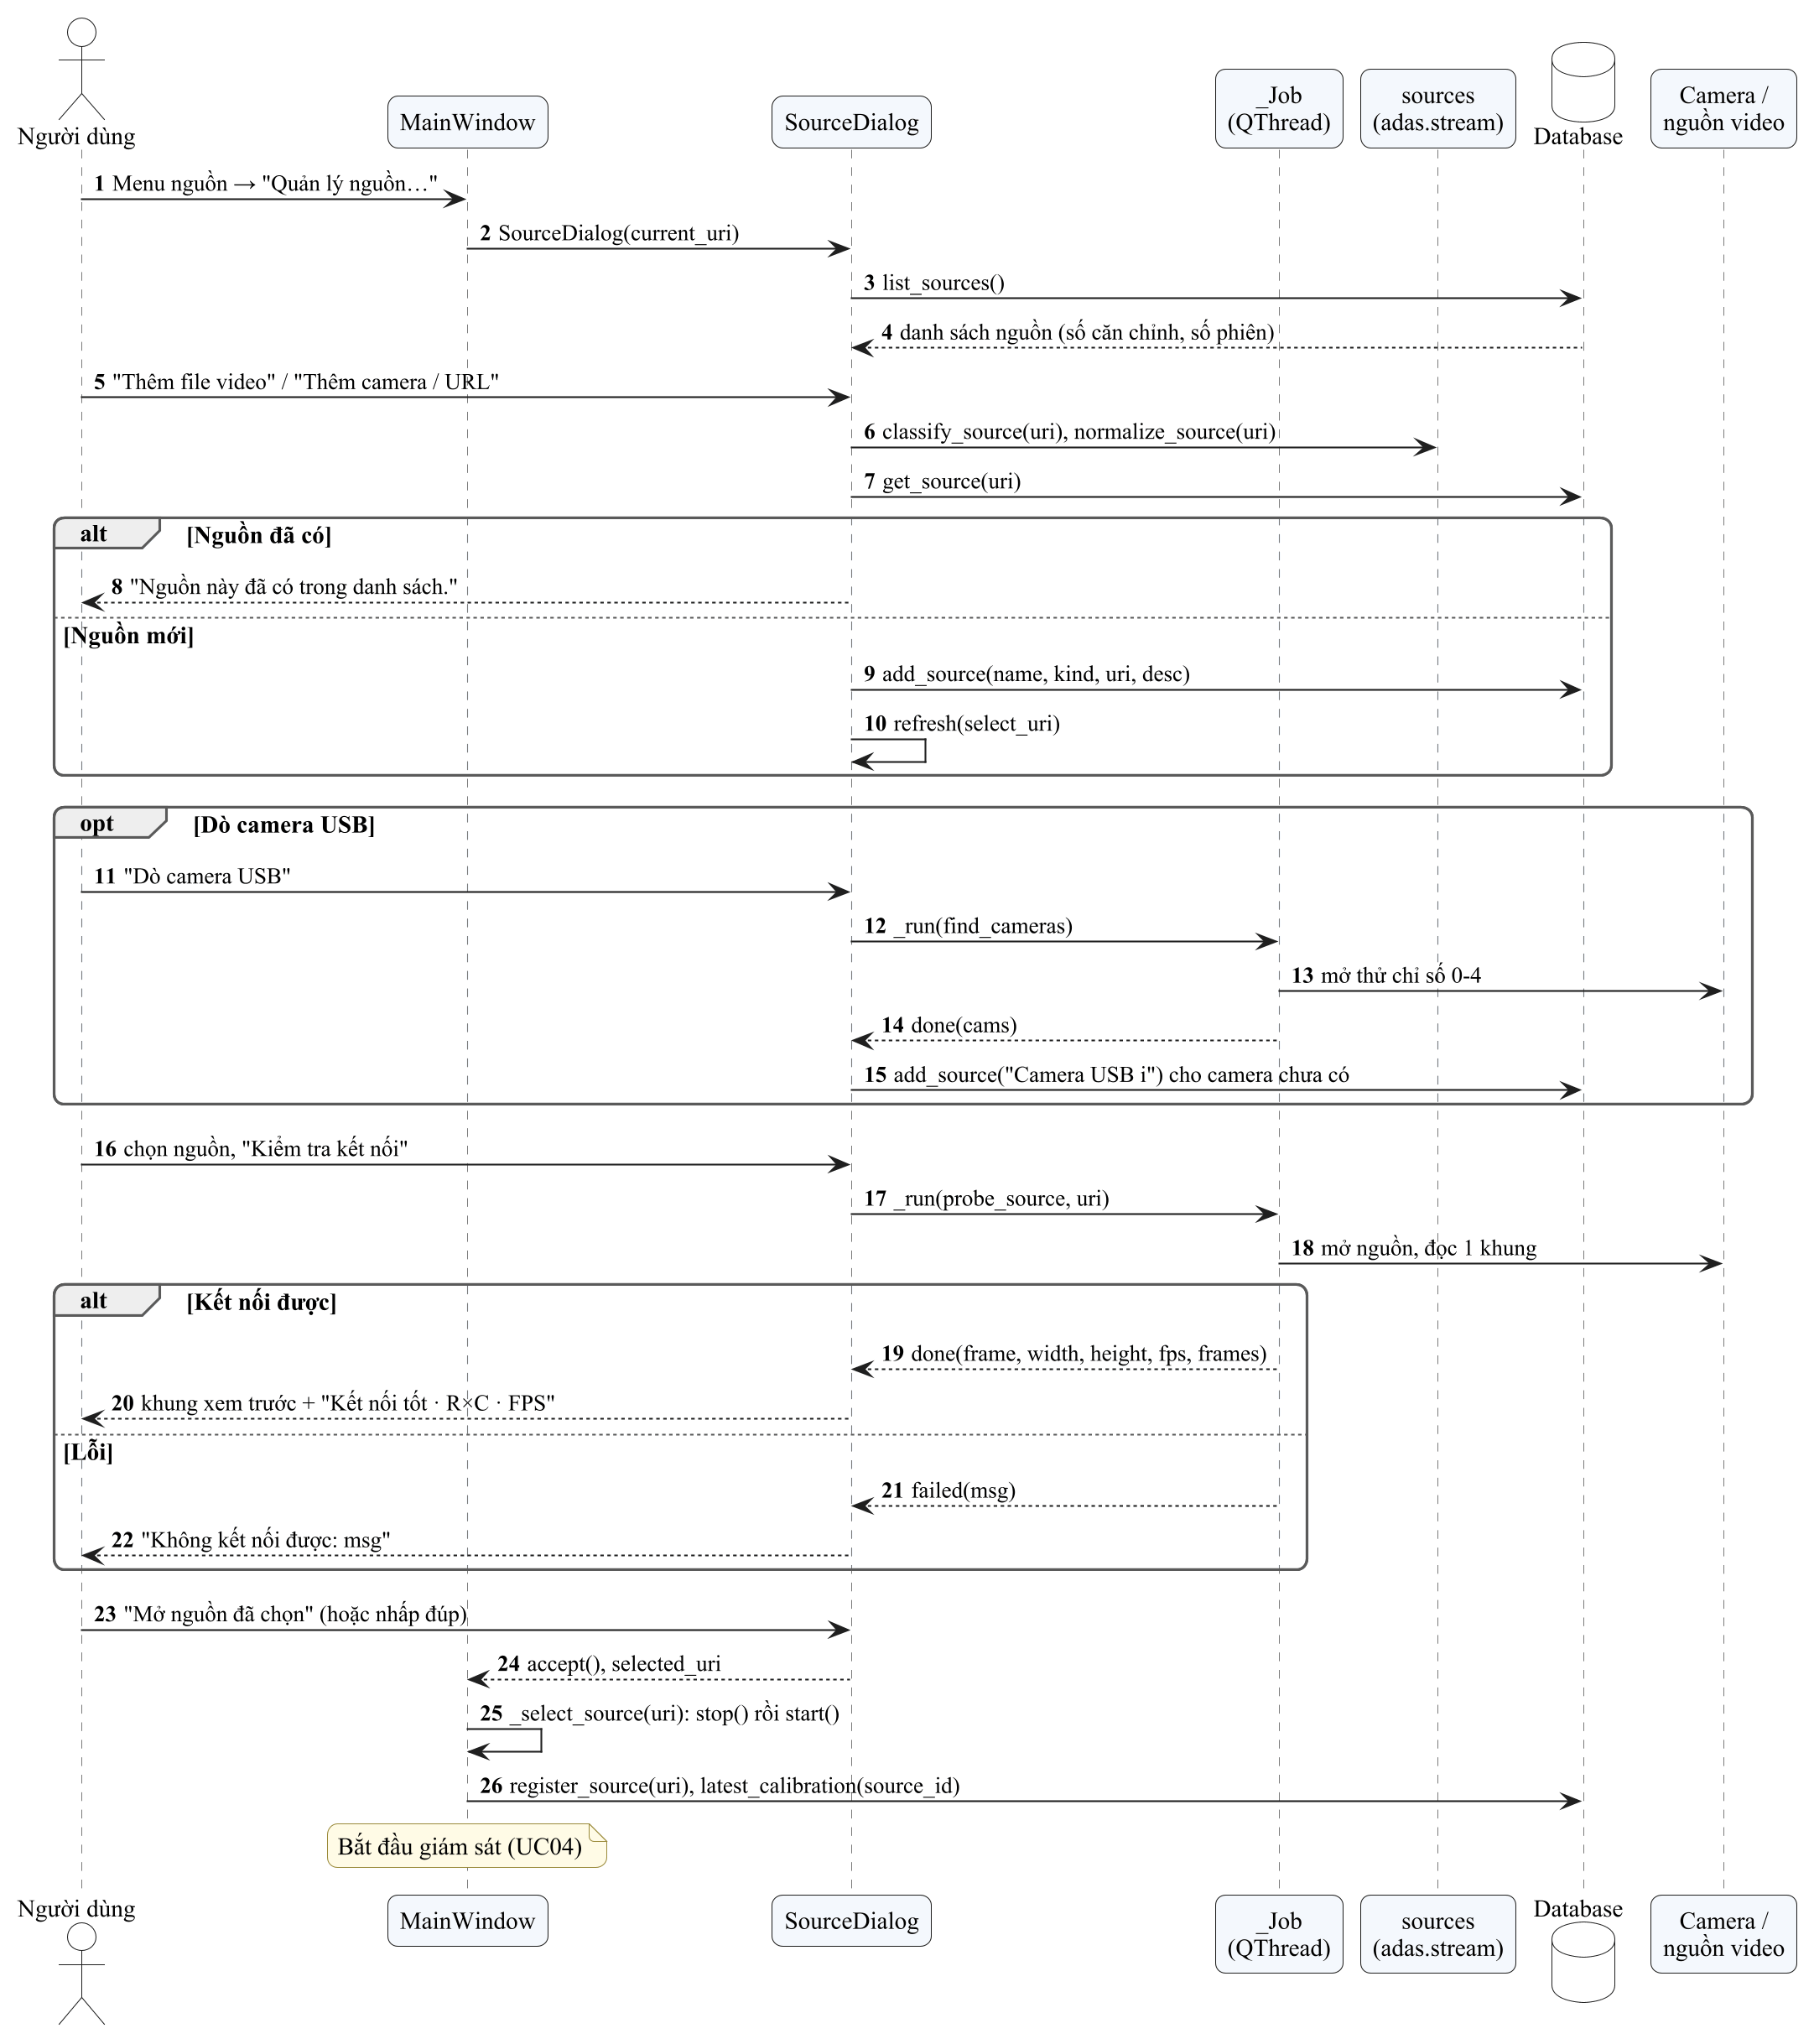 Người dùng
MainWindow
SourceDialog
_Job
(QThread)
sources
(adas.stream)
Database
Camera /
nguồn video
1 Menu nguồn → "Quản lý nguồn…"
2 SourceDialog(current_uri)
3 list_sources()
4 danh sách nguồn (số căn chỉnh, số phiên)
5 "Thêm file video" / "Thêm camera / URL"
6 classify_source(uri), normalize_source(uri)
7 get_source(uri)
alt [Nguồn đã có]
8 "Nguồn này đã có trong danh sách."
[Nguồn mới]
9 add_source(name, kind, uri, desc)
10 refresh(select_uri)
opt [Dò camera USB]
11 "Dò camera USB"
12 _run(find_cameras)
13 mở thử chỉ số 0-4
14 done(cams)
15 add_source("Camera USB i") cho camera chưa có
16 chọn nguồn, "Kiểm tra kết nối"
17 _run(probe_source, uri)
18 mở nguồn, đọc 1 khung
alt [Kết nối được]
19 done(frame, width, height, fps, frames)
20 khung xem trước + "Kết nối tốt · R×C · FPS"
[Lỗi]
21 failed(msg)
22 "Không kết nối được: msg"
23 "Mở nguồn đã chọn" (hoặc nhấp đúp)
24 accept(), selected_uri
25 _select_source(uri): stop() rồi start()
26 register_source(uri), latest_calibration(source_id)
Bắt đầu giám sát (UC04)
Người dùng
MainWindow
SourceDialog
_Job
(QThread)
sources
(adas.stream)
Database
Camera /
nguồn video